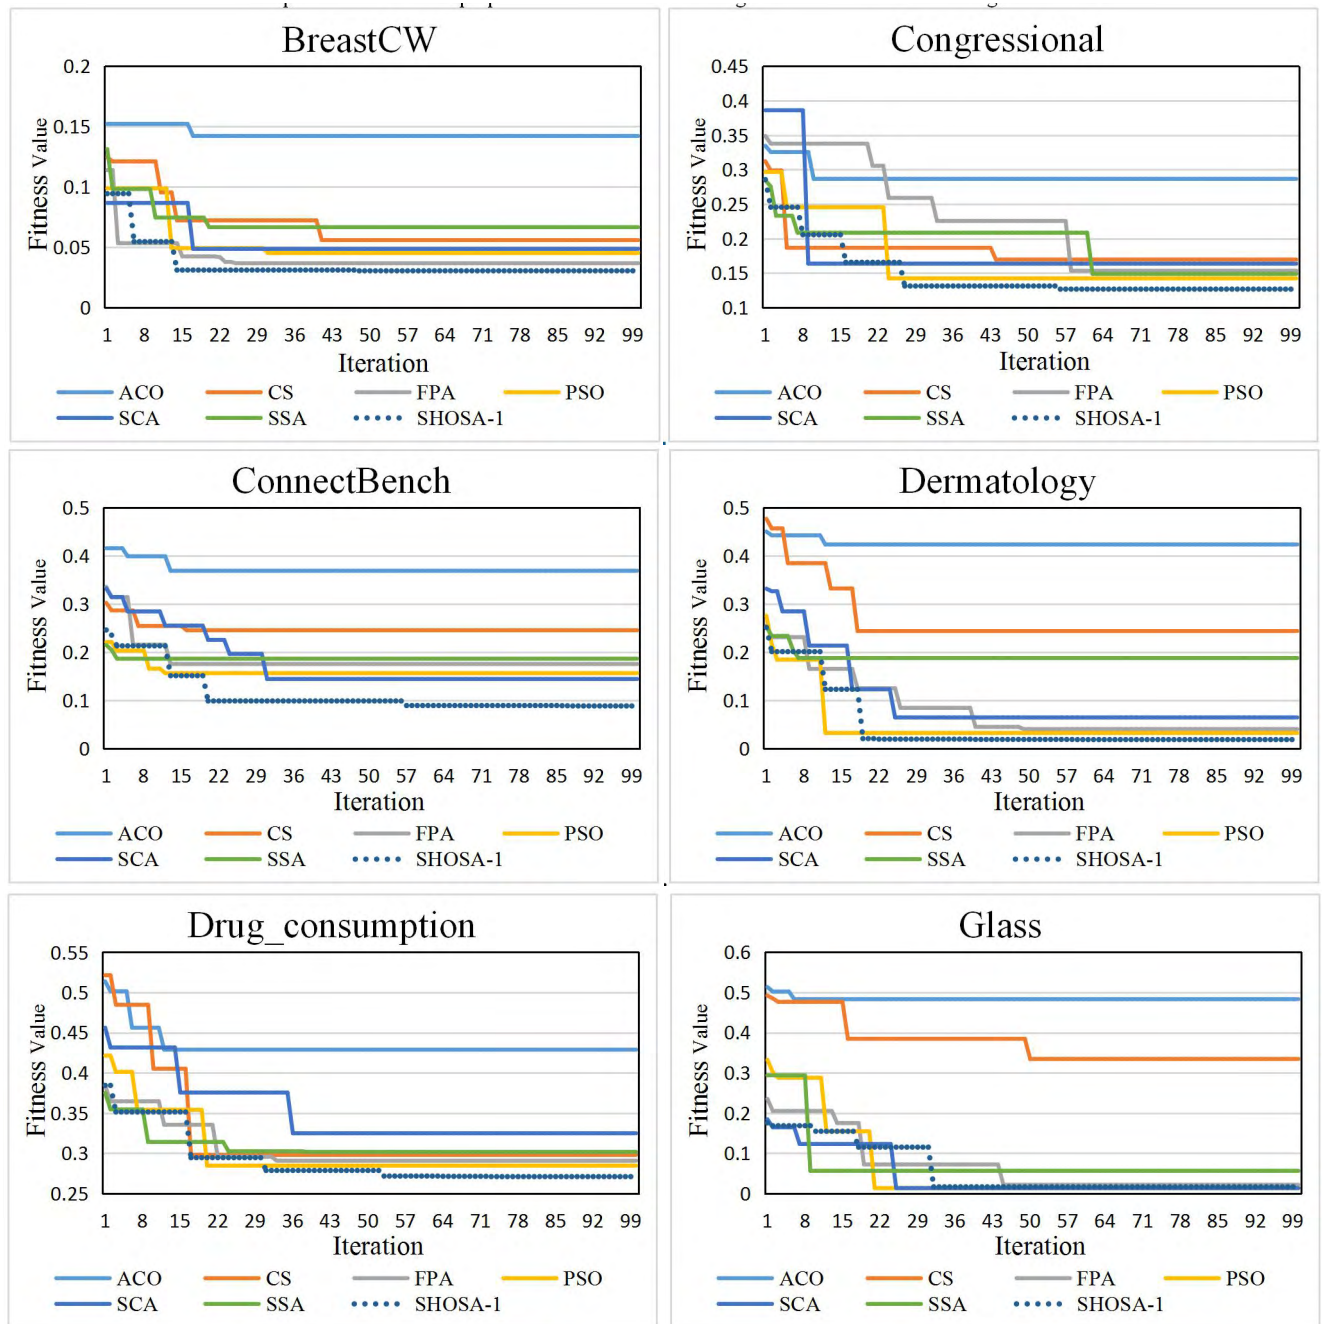 BreastCW
Fitness Value
0.2
0.15
0.1
0.05
0
1 8 15 22 29 36 43 50 57 64 71 78 85 92 99
Iteration
ACO CS FPA PSO
SCA SSA SHOSA-1
Congressional
Fitness Value
0.45
0.4
0.35
0.3
0.25
0.2
0.15
0.1
1 8 15 22 29 36 43 50 57 64 71 78 85 92 99
Iteration
ACO CS FPA PSO
SCA SSA SHOSA-1
ConnectBench
Fitness Value
0.5
0.4
0.3
0.2
0.1
0
1 8 15 22 29 36 43 50 57 64 71 78 85 92 99
Iteration
ACO CS FPA PSO
SCA SSA SHOSA-1
Dermatology
Fitness Value
0.5
0.4
0.3
0.2
0.1
0
1 8 15 22 29 36 43 50 57 64 71 78 85 92 99
Iteration
ACO CS FPA PSO
SCA SSA SHOSA-1
Drug_consumption
Fitness Value
0.55
0.5
0.45
0.4
0.35
0.3
0.25
1 8 15 22 29 36 43 50 57 64 71 78 85 92 99
Iteration
ACO CS FPA PSO
SCA SSA SHOSA-1
Glass
Fitness Value
0.6
0.5
0.4
0.3
0.2
0.1
0
1 8 15 22 29 36 43 50 57 64 71 78 85 92 99
Iteration
ACO CS FPA PSO
SCA SSA SHOSA-1